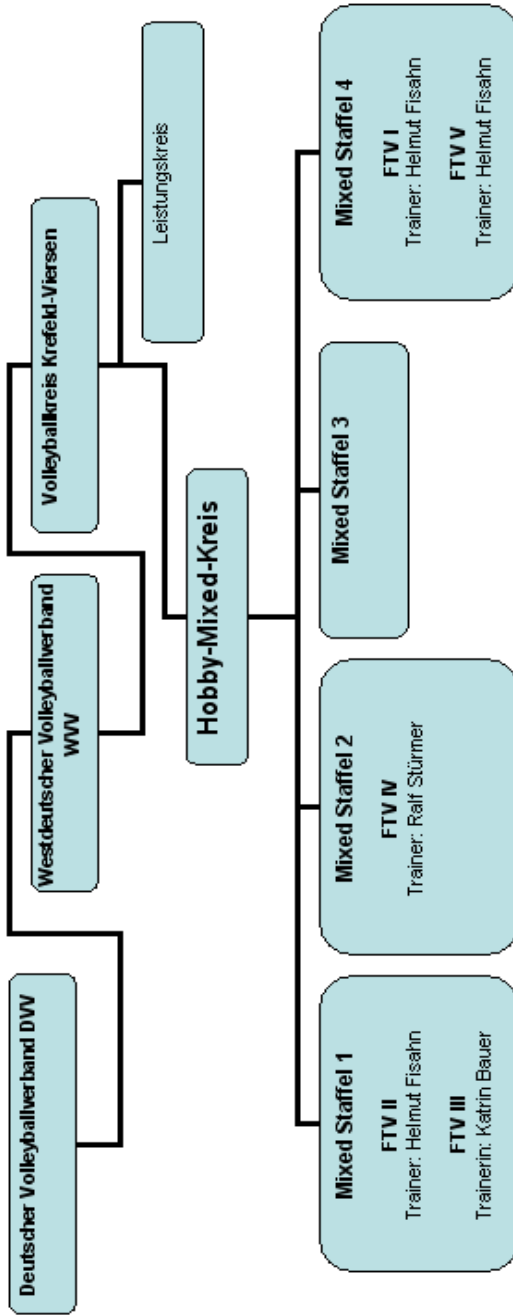 Deutscher Volleyballverband DVV
Westdeutscher Volleyballverband
WVV
Volleyballkreis Krefeld-Viersen
Leistungskreis
Hobby-Mixed-Kreis
Mixed Staffel 1
FTV II
Trainer: Helmut Fisahn
FTV III
Trainerin: Katrin Bauer
Mixed Staffel 2
FTV IV
Trainer: Ralf Stürmer
Mixed Staffel 3
Mixed Staffel 4
FTV I
Trainer: Helmut Fisahn
FTV V
Trainer: Helmut Fisahn